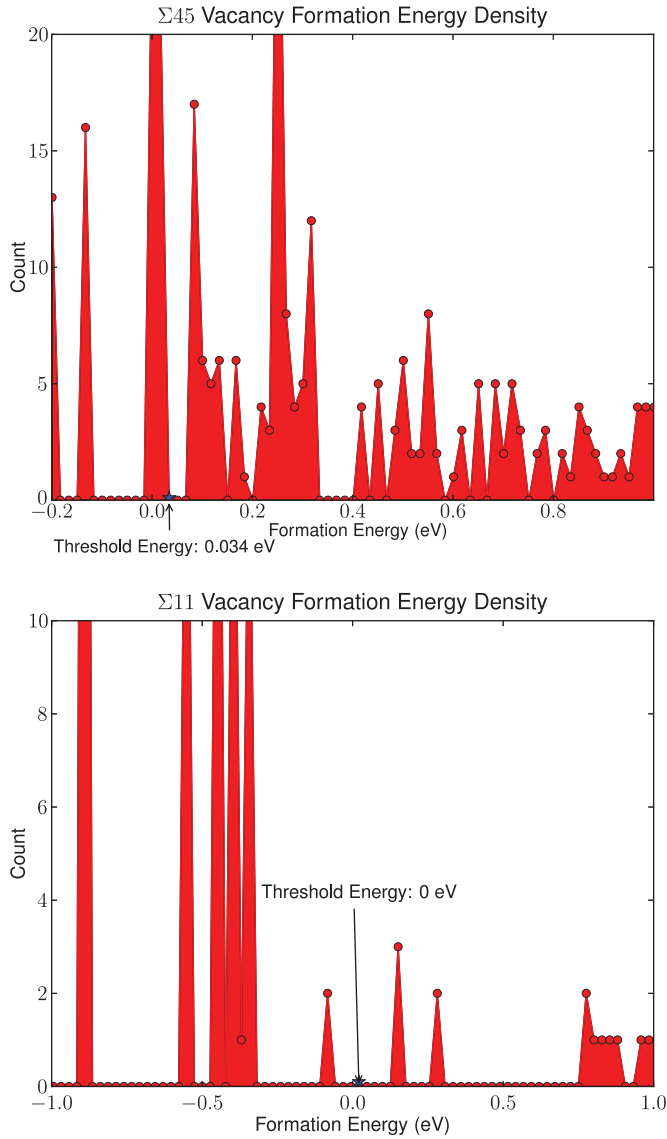 Σ45 Vacancy Formation Energy Density
20
15
10
5
0
Count
−0.2 0.0 0.2 0.4 0.6 0.8
Formation Energy (eV)
Threshold Energy: 0.034 eV
Σ11 Vacancy Formation Energy Density
10
8
6
4
2
0
Count
Threshold Energy: 0 eV
−1.0 −0.5 0.0 0.5 1.0
Formation Energy (eV)